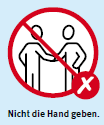 Nicht die Hand geben.